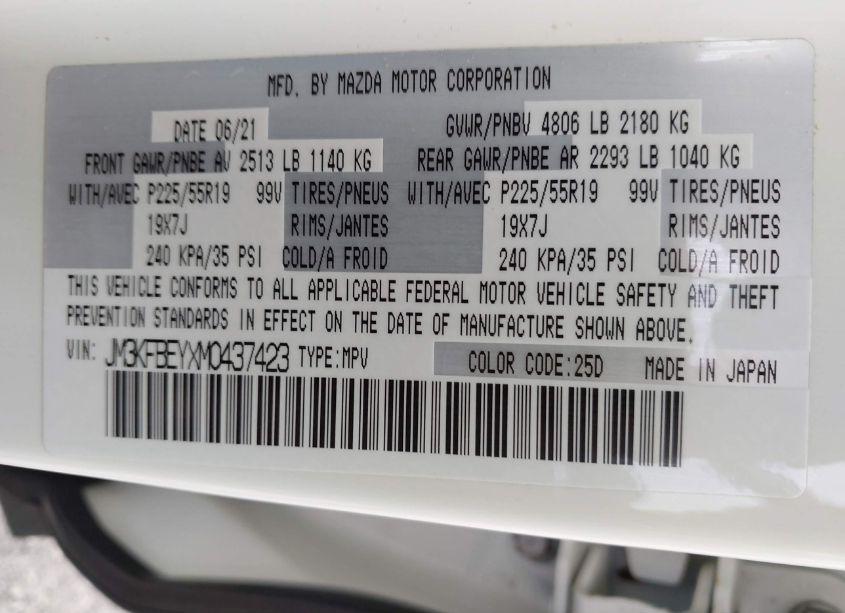 MFD. BY MAZDA MOTOR CORPORATION
DATE 06/21 GVWR/PNBV 4806 LB 2180 KG
FRONT GAWR/PNBE AV 2513 LB 1140 KG REAR GAWR/PNBE AR 2293 LB 1040 KG
WITH/AVEC P225/55R19 99V TIRES/PNEUS WITH/AVEC P225/55R19 99V TIRES/PNEUS
19X7J RIMS/JANTES 19X7J RIMS/JANTES
240 KPA/35 PSI COLD/A FROID 240 KPA/35 PSI COLD/A FROID
THIS VEHICLE CONFORMS TO ALL APPLICABLE FEDERAL MOTOR VEHICLE SAFETY AND THEFT
PREVENTION STANDARDS IN EFFECT ON THE DATE OF MANUFACTURE SHOWN ABOVE.
VIN: JM3KFBEYXM0437423 TYPE:MPV COLOR CODE:25D MADE IN JAPAN